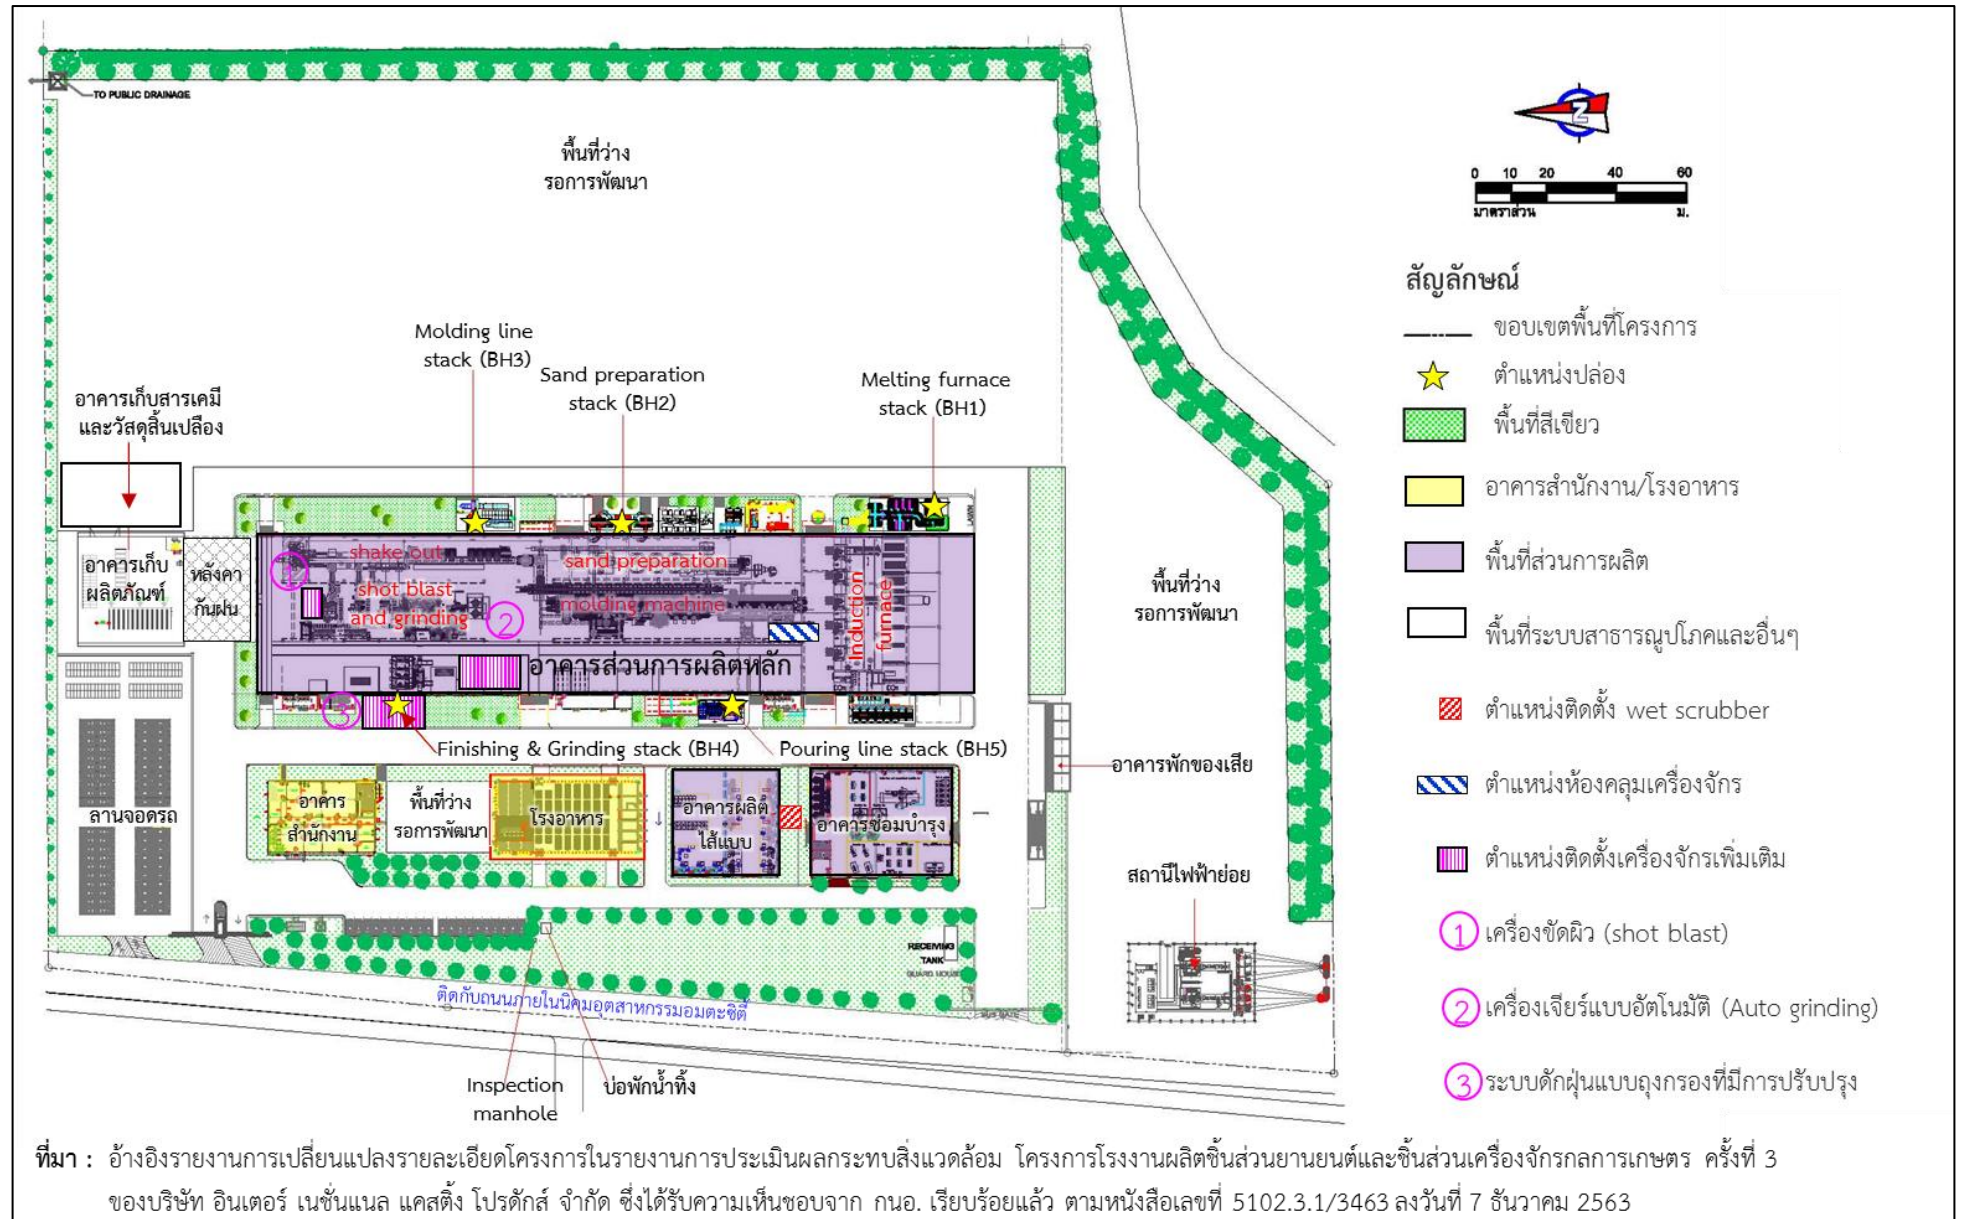 TO PUBLIC DRAINAGE
พื้นที่ว่าง
รอการพัฒนา
Z
0 10 20 40 60
มาตราส่วน ม.
สัญลักษณ์
ขอบเขตพื้นที่โครงการ
ตำแหน่งปล่อง
พื้นที่สีเขียว
อาคารสำนักงาน/โรงอาหาร
พื้นที่ส่วนการผลิต
พื้นที่ระบบสาธารณูปโภคและอื่นๆ
ตำแหน่งติดตั้ง wet scrubber
ตำแหน่งห้องคลุมเครื่องจักร
ตำแหน่งติดตั้งเครื่องจักรเพิ่มเติม
1 เครื่องขัดผิว (shot blast)
2 เครื่องเจียร์แบบอัตโนมัติ (Auto grinding)
3 ระบบดักฝุ่นแบบถุงกรองที่มีการปรับปรุง
Molding line
stack (BH3)
Sand preparation
stack (BH2)
Melting furnace
stack (BH1)
อาคารเก็บสารเคมี
และวัสดุสิ้นเปลือง
LAWN
อาคารเก็บ
ผลิตภัณฑ์
หลังคา
กันฝน
1
shake out
shot blast
and grinding
2
sand preparation
molding machine
Induction
furnace
อาคารส่วนการผลิตหลัก
3
Finishing & Grinding stack (BH4)
Pouring line stack (BH5)
พื้นที่ว่าง
รอการพัฒนา
อาคารพักของเสีย
ลานจอดรถ
อาคาร
สำนักงาน
พื้นที่ว่าง
รอการพัฒนา
โรงอาหาร
อาคารผลิต
ไส้แบบ
อาคารซ่อมบำรุง
สถานีไฟฟ้าย่อย
RECEIVING
TANK
GUARD HOUSE
ติดกับถนนภายในนิคมอุตสาหกรรมอมตะซิตี้
Inspection
manhole
บ่อพักน้ำทิ้ง
ที่มา : อ้างอิงรายงานการเปลี่ยนแปลงรายละเอียดโครงการในรายงานการประเมินผลกระทบสิ่งแวดล้อม โครงการโรงงานผลิตชิ้นส่วนยานยนต์และชิ้นส่วนเครื่องจักรกลการเกษตร ครั้งที่ 3
ของบริษัท อินเตอร์ เนชั่นแนล แคสติ้ง โปรดักส์ จำกัด ซึ่งได้รับความเห็นชอบจาก กนอ. เรียบร้อยแล้ว ตามหนังสือเลขที่ 5102.3.1/3463 ลงวันที่ 7 ธันวาคม 2563